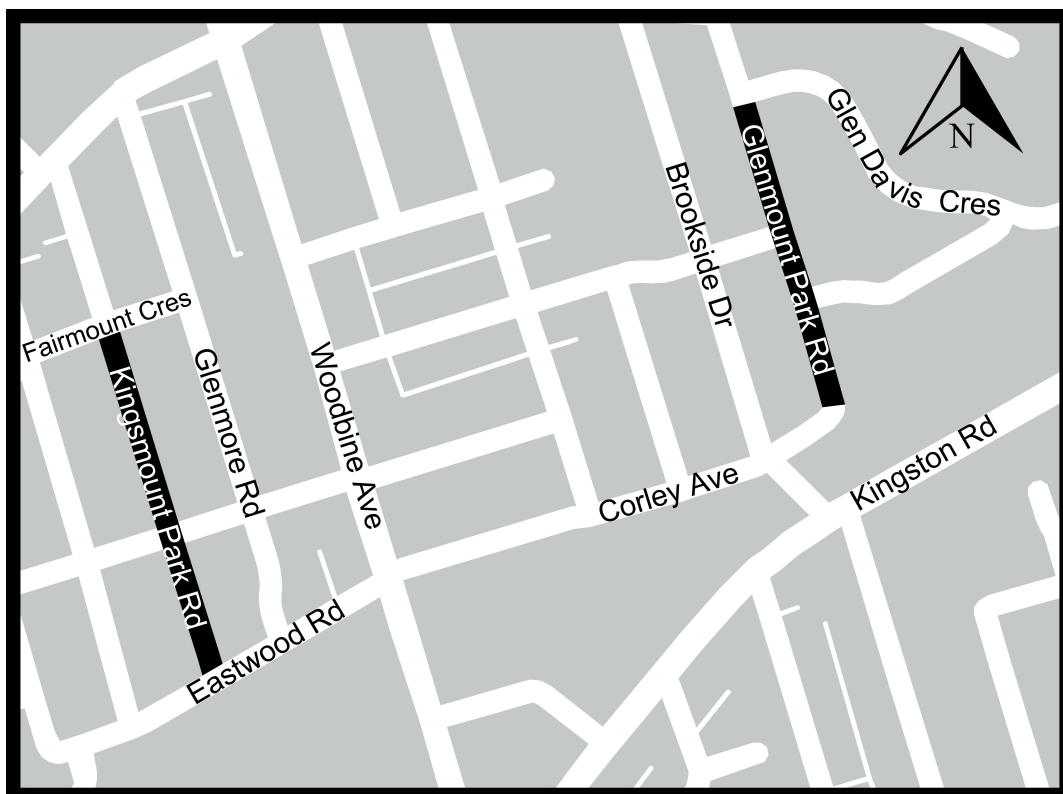 N
Glen Davis Cres
Glenmount Park Rd
Brookside Dr
Fairmount Cres
Glenmore Rd
Woodbine Ave
Kingsmount Park Rd
Kingston Rd
Corley Ave
Eastwood Rd